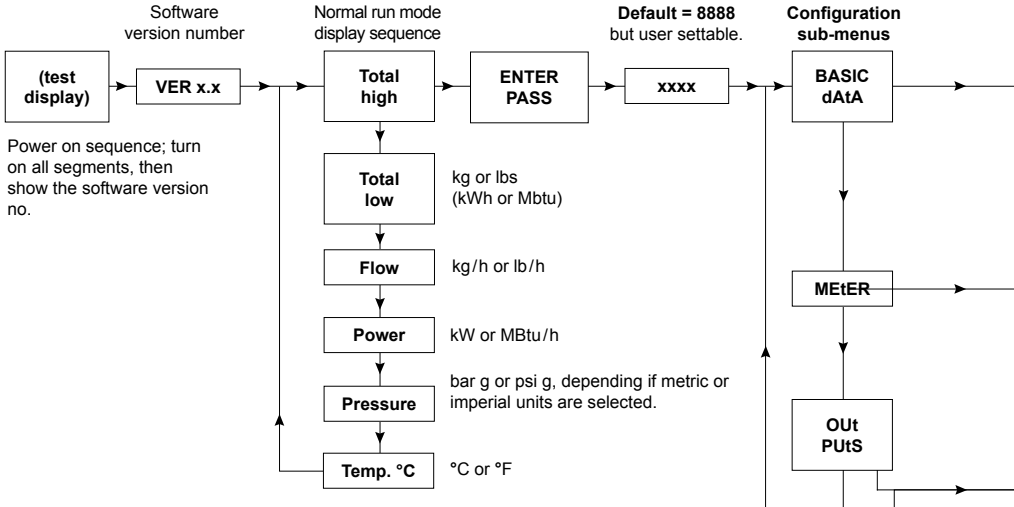 Software
version number
Normal run mode
display sequence
Default = 8888
but user settable.
Configuration
sub-menus
(test
display)
VER x.x
Total
high
ENTER
PASS
xxxx
BASIC
dAtA
Power on sequence; turn
on all segments, then
show the software version
no.
Total
low
kg or lbs
(kWh or Mbtu)
Flow
kg/h or lb/h
MEtER
Power
kW or MBtu/h
Pressure
bar g or psi g, depending if metric or
imperial units are selected.
OUt
PUtS
Temp. °C
°C or °F